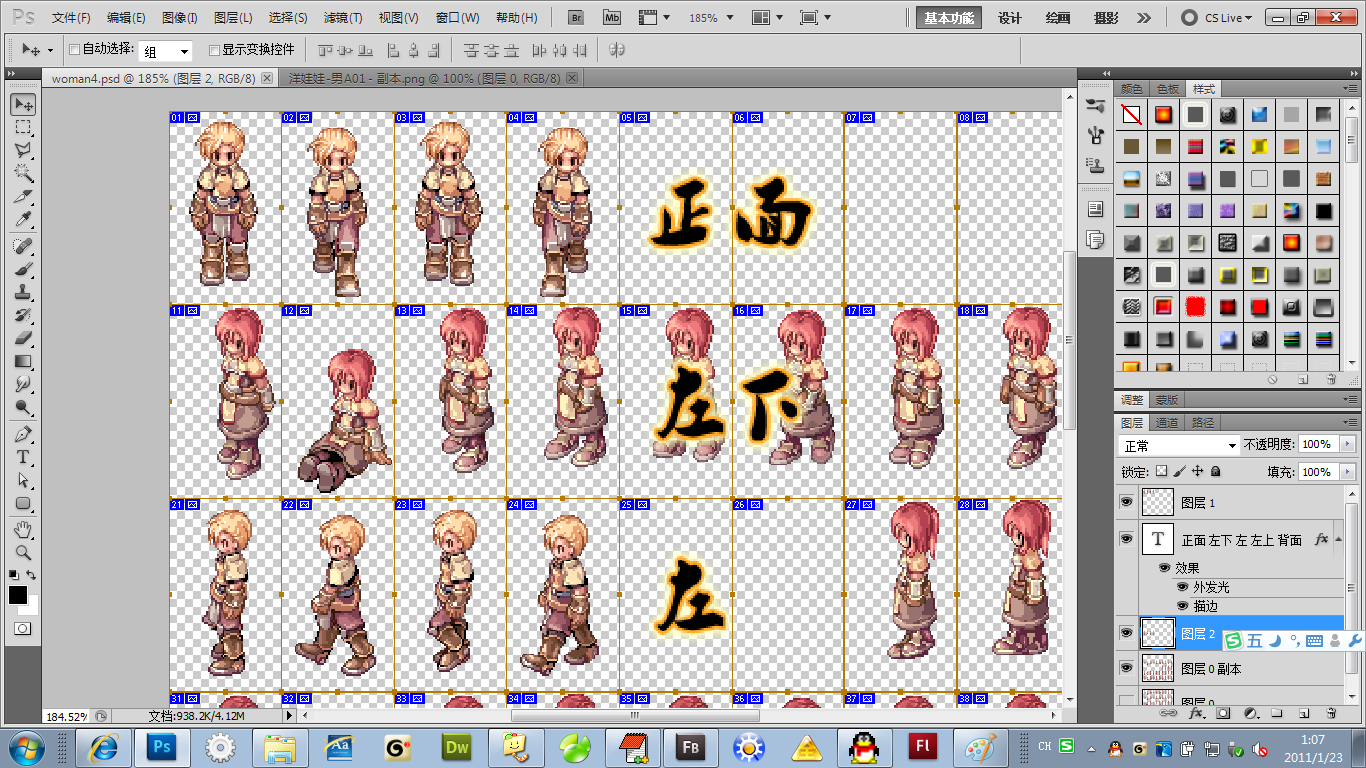 Ps 文件(F) 编辑(E) 图像(I) 图层(L) 选择(S) 滤镜(T) 视图(V) 窗口(W) 帮助(H) Br Mb 185% 基本功能 设计 绘画 摄影 CS Live
自动选择: 组 显示变换控件
woman4.psd @ 185% (图层 2, RGB/8) 洋娃娃-男A01 - 副本.png @ 100% (图层 0, RGB/8)
颜色 色板 样式
01 02 03 04 05 06 07 08
正面
11 12 13 14 15 16 17 18
左下
21 22 23 24 25 26 27 28
左
31 32 33 34 35 36 37 38
调整 蒙版
图层 通道 路径
正常 不透明度: 100%
锁定: 填充: 100%
图层 1
T 正面 左下 左 左上 背面 fx
效果
外发光
描边
图层 2
S 五
图层 0 副本
图层 0
fx
184.52% 文档:938.2K/4.12M
Ps Aa G Dw FB FL CH S 1:07
2011/1/23